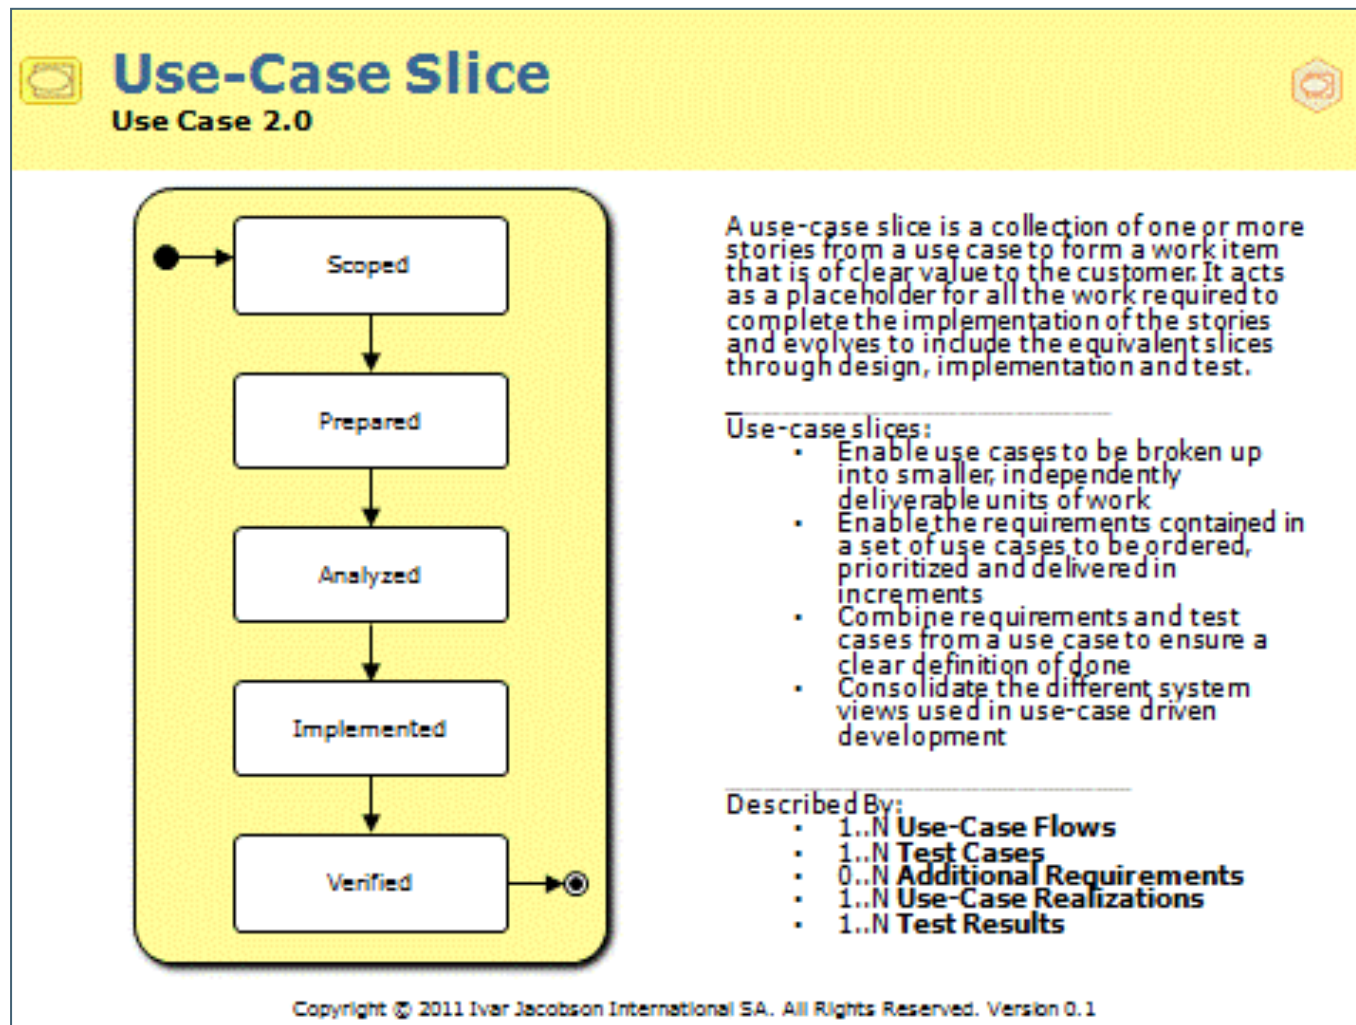 Use-Case Slice
Use Case 2.0
Scoped
Prepared
Analyzed
Implemented
Verified
A use-case slice is a collection of one or more
stories from a use case to form a work item
that is of clear value to the customer. It acts
as a placeholder for all the work required to
complete the implementation of the stories
and evolves to include the equivalent slices
through design, implementation and test.
Use-case slices:
• Enable use cases to be broken up
into smaller, independently
deliverable units of work
• Enable the requirements contained in
a set of use cases to be ordered,
prioritized and delivered in
increments
• Combine requirements and test
cases from a use case to ensure a
clear definition of done
• Consolidate the different system
views used in use-case driven
development
Described By:
• 1..N Use-Case Flows
• 1..N Test Cases
• 0..N Additional Requirements
• 1..N Use-Case Realizations
• 1..N Test Results
Copyright © 2011 Ivar Jacobson International SA. All Rights Reserved. Version 0.1